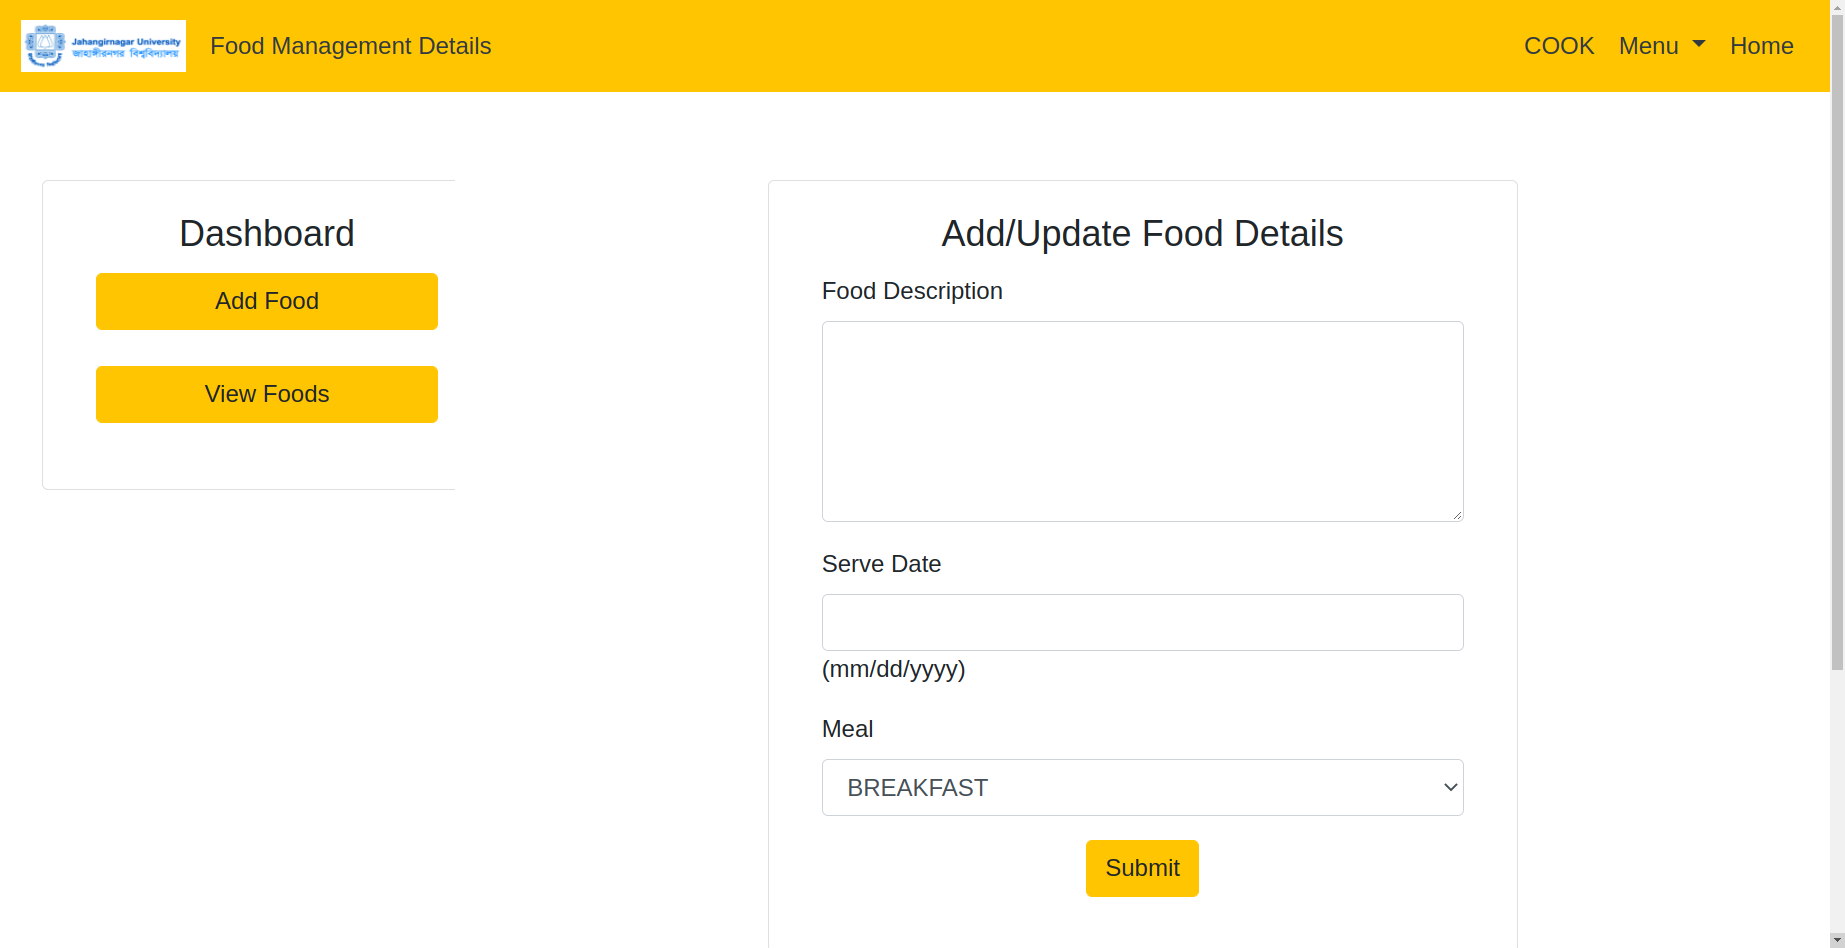 Jahangirnagar University
জাহাঙ্গীরনগর বিশ্ববিদ্যালয়
Food Management Details
COOK
Menu
Home
Dashboard
Add Food
View Foods
Add/Update Food Details
Food Description
Serve Date
(mm/dd/yyyy)
Meal
BREAKFAST
Submit